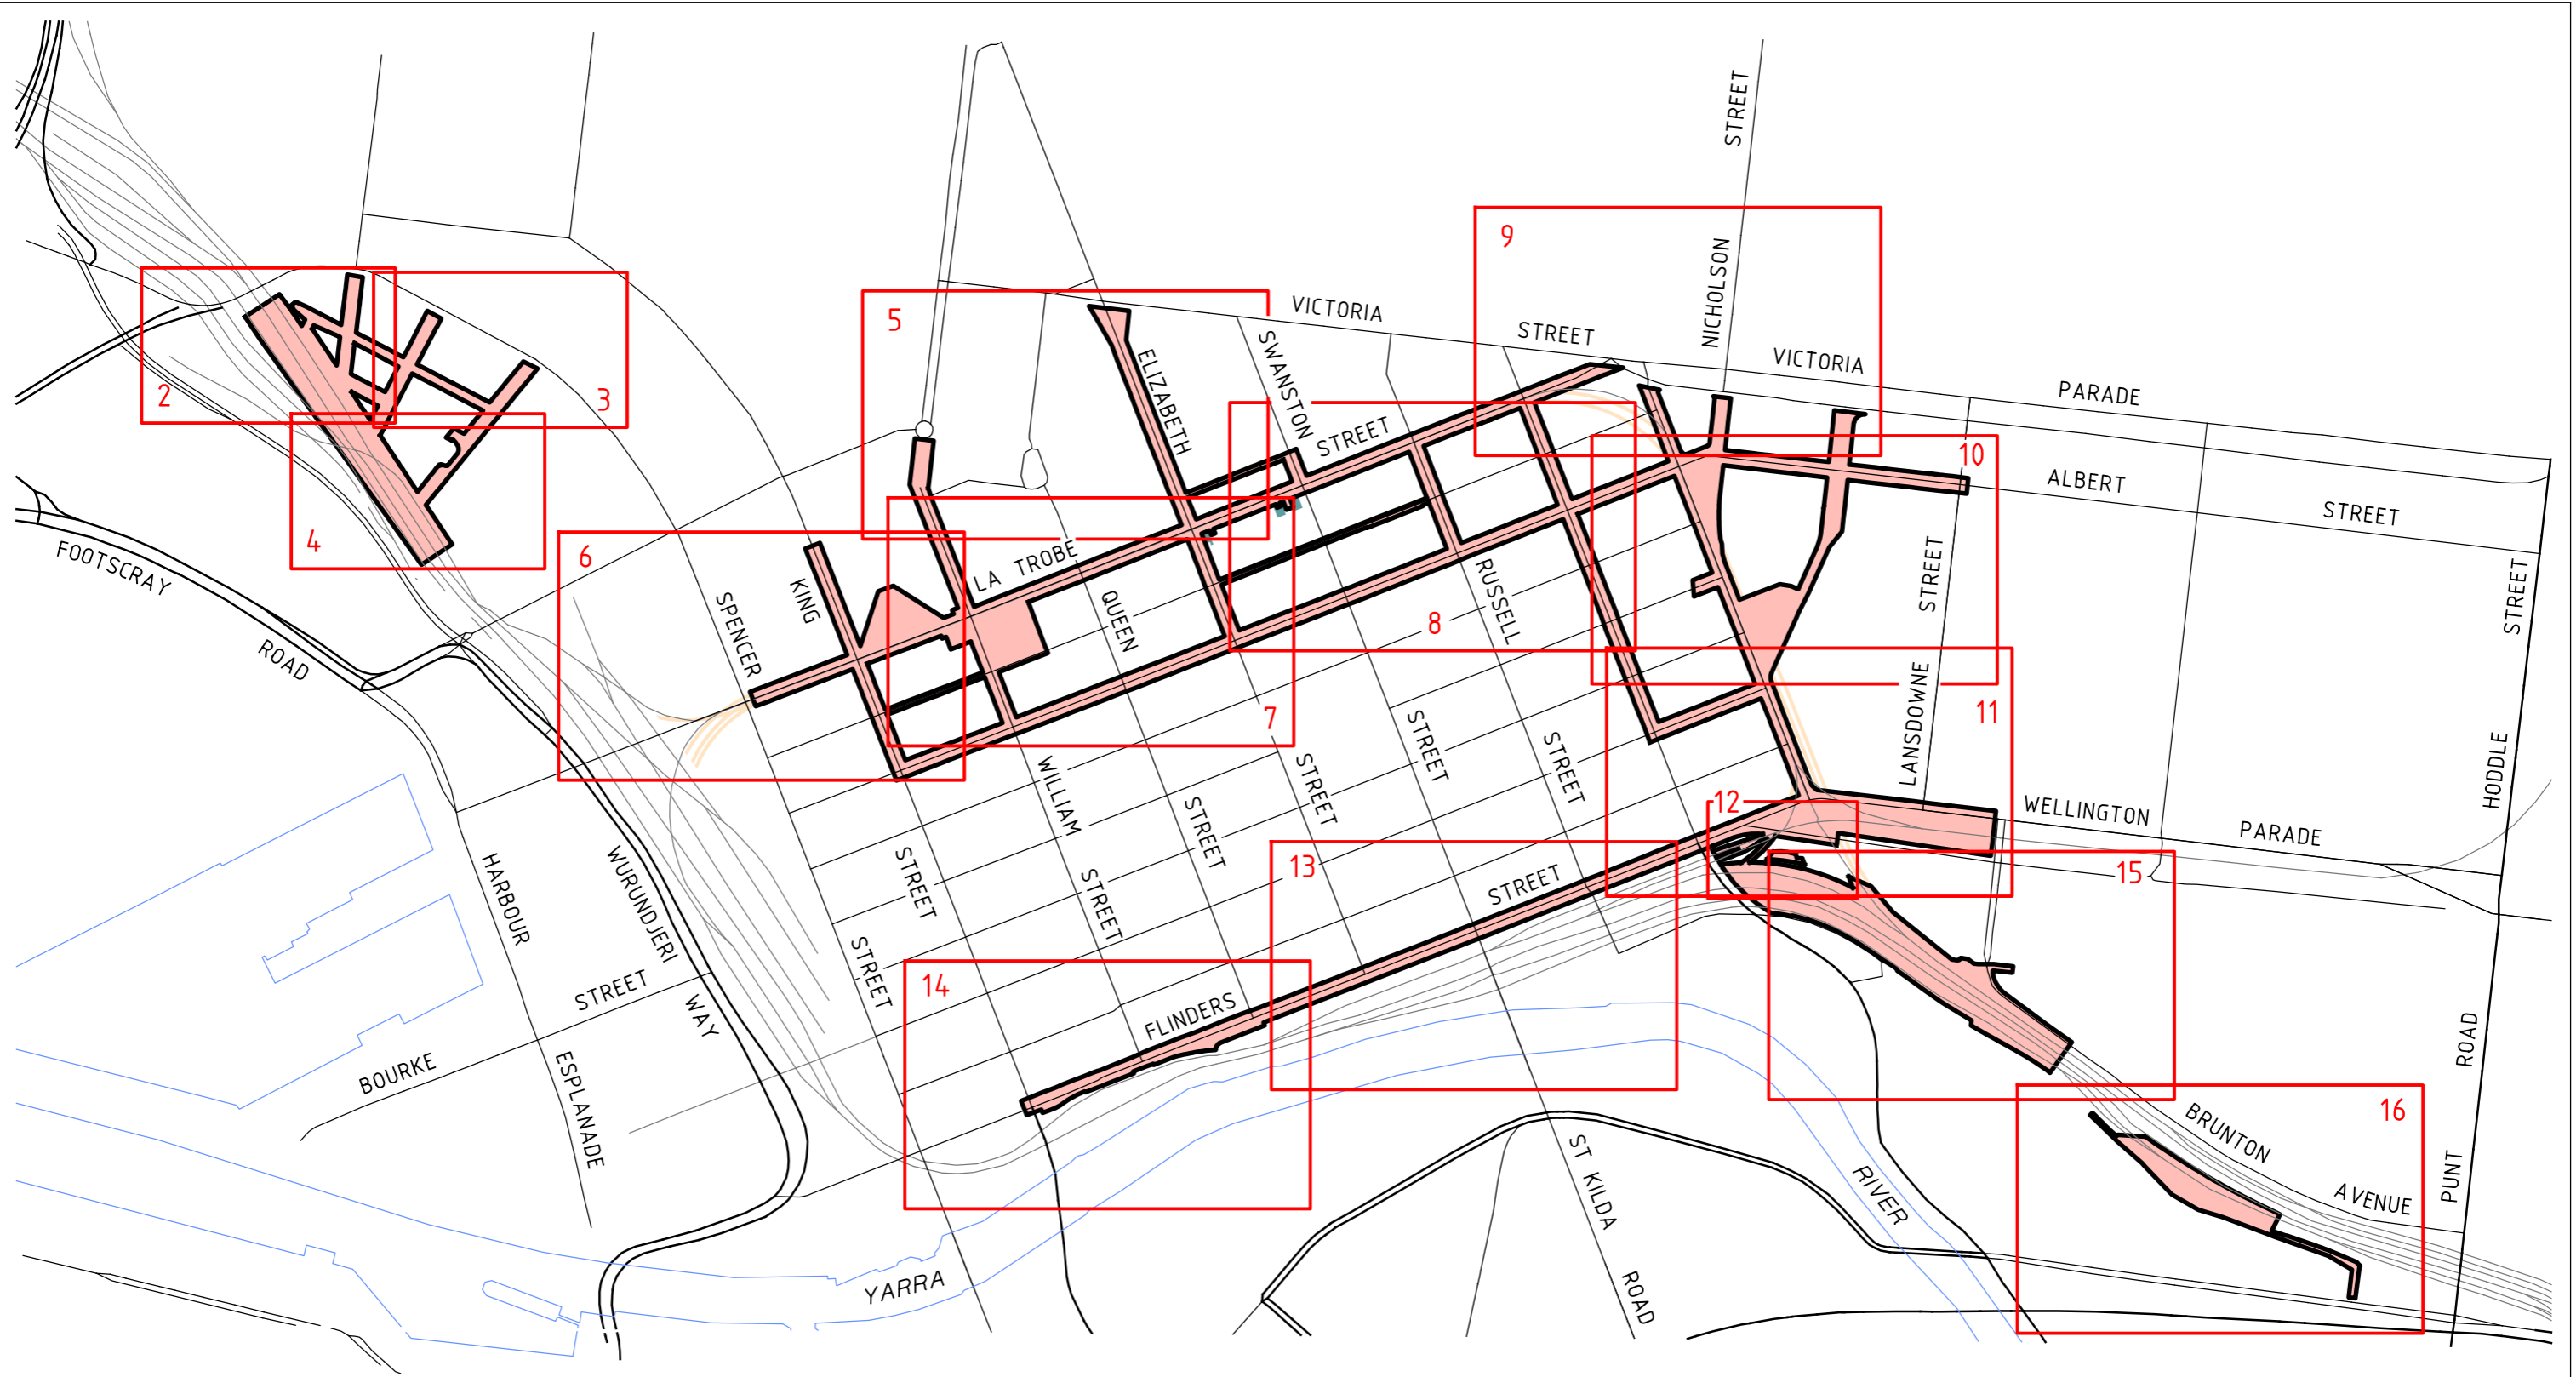 STREET
9
NICHOLSON
VICTORIA
STREET
VICTORIA
PARADE
5
ELIZABETH
SWANSTON
STREET
2
3
4
10
ALBERT
STREET
6
FOOTSCRAY
ROAD
LA TROBE
QUEEN
KING
SPENCER
RUSSELL
8
STREET
STREET
LANSDOWNE
11
7
WILLIAM
STREET
STREET
STREET
STREET
HODDLE
12
WELLINGTON
PARADE
HARBOUR
WURUNDJERI
WAY
STREET
STREET
STREET
13
STREET
15
STREET
BOURKE
ESPLANADE
14
FLINDERS
ROAD
PUNT
16
BRUNTON
AVENUE
ST KILDA
ROAD
RIVER
YARRA